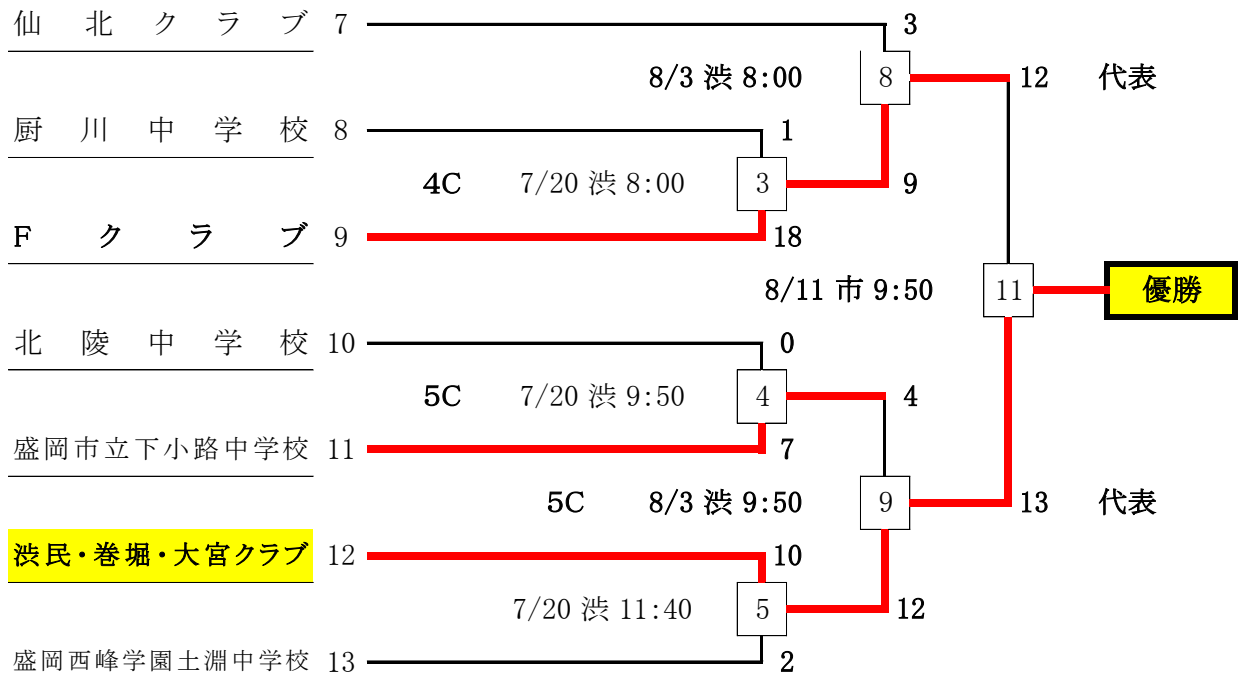 仙北クラブ 7 3
8/3 渋 8:00 8 12 代表
厨川中学校 8 1
4C 7/20 渋 8:00 3 9
Fクラブ 9 18
8/11 市 9:50 11 優勝
北陵中学校 10 0
5C 7/20 渋 9:50 4 4
盛岡市立下小路中学校 11 7
5C 8/3 渋 9:50 9 13 代表
渋民・巻堀・大宮クラブ 12 10
7/20 渋 11:40 5 12
盛岡西峰学園土淵中学校 13 2